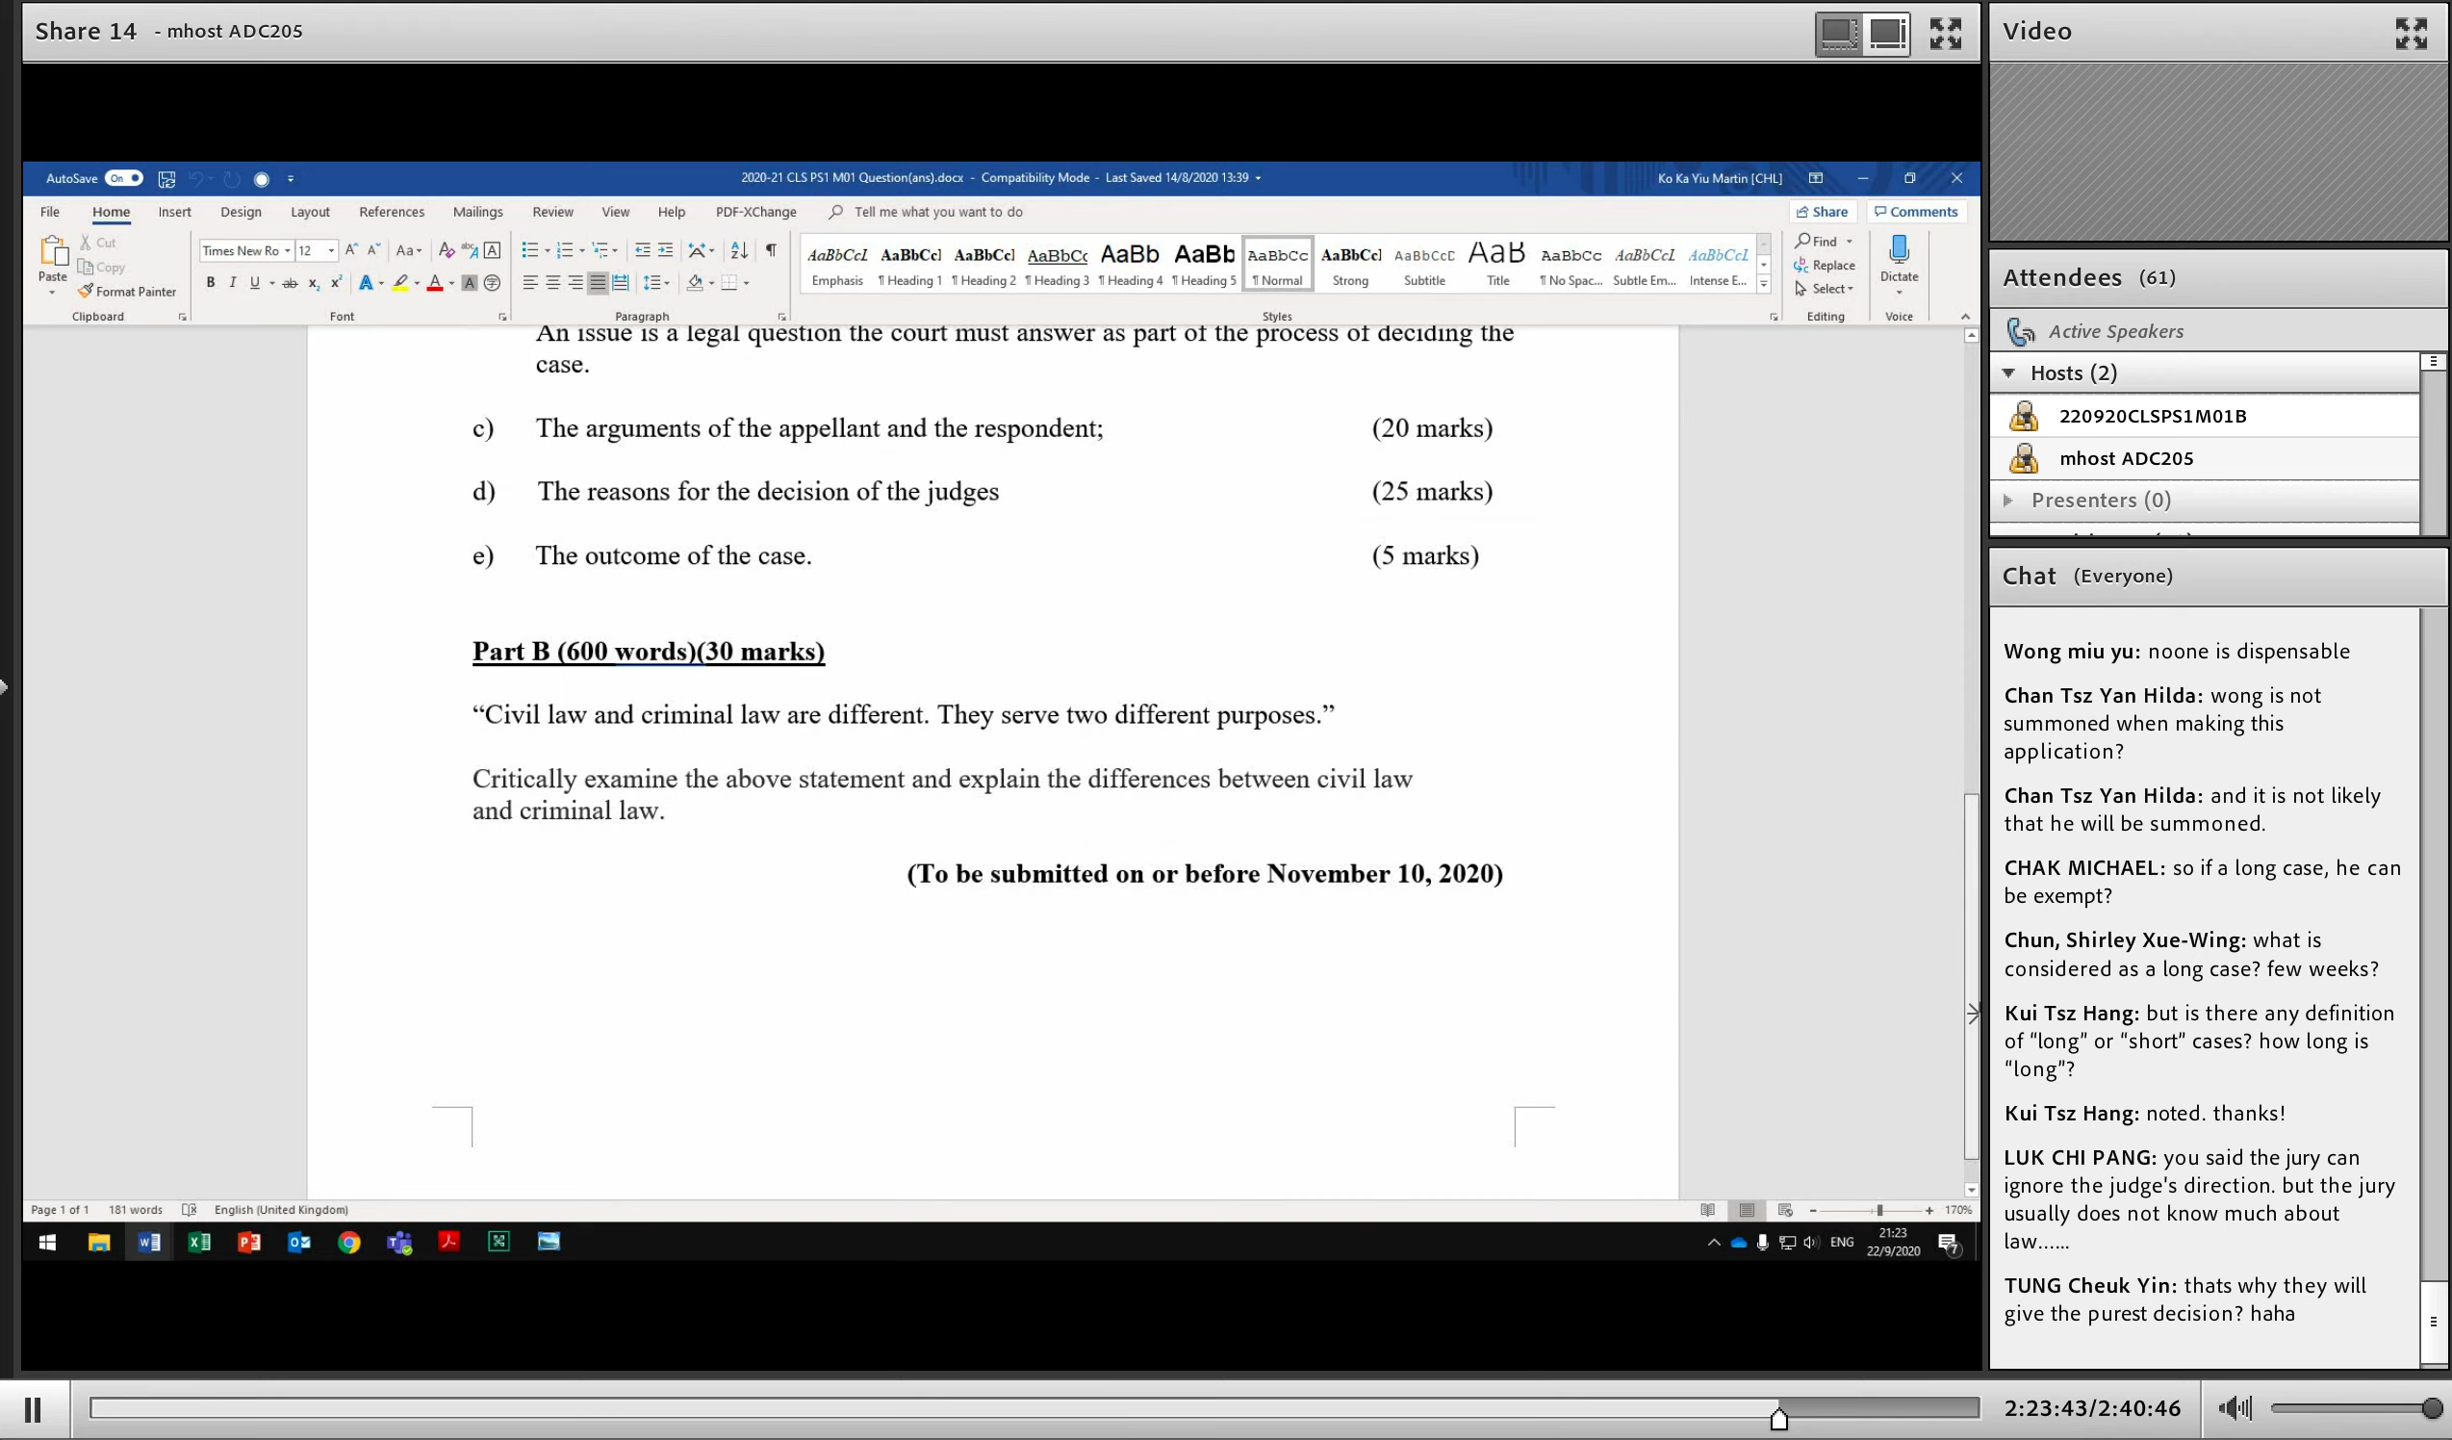 Share 14 - mhost ADC205
Video
AutoSave On
2020-21 CLS PS1 M01 Question(ans).docx - Compatibility Mode - Last Saved 14/8/2020 13:39
Ko Ka Yiu Martin [CHL]
File Home Insert Design Layout References Mailings Review View Help PDF-XChange Tell me what you want to do
Share Comments
Paste
Cut
Copy
Format Painter
Times New Ro 12
AaBbCcL AaBbCcI AaBbCcI AaBbCc AaBb AaBb AaBbCc AaBbCcI AaBbCcD AaB AaBbCc AaBbCcL AaBbCcL
Emphasis ¶ Heading 1 ¶ Heading 2 ¶ Heading 3 ¶ Heading 4 ¶ Heading 5 ¶ Normal Strong Subtitle Title ¶ No Spac... Subtle Em... Intense E...
Find
Replace
Select
Dictate
Clipboard Font Paragraph Styles Editing Voice
An issue is a legal question the court must answer as part of the process of deciding the
case.
c) The arguments of the appellant and the respondent; (20 marks)
d) The reasons for the decision of the judges (25 marks)
e) The outcome of the case. (5 marks)
Part B (600 words)(30 marks)
“Civil law and criminal law are different. They serve two different purposes.”
Critically examine the above statement and explain the differences between civil law
and criminal law.
(To be submitted on or before November 10, 2020)
Page 1 of 1 181 words English (United Kingdom)
170%
ENG
21:23
22/9/2020
7
Attendees (61)
Active Speakers
Hosts (2)
220920CLSPS1M01B
mhost ADC205
Presenters (0)
Chat (Everyone)
Wong miu yu: noone is dispensable
Chan Tsz Yan Hilda: wong is not
summoned when making this
application?
Chan Tsz Yan Hilda: and it is not likely
that he will be summoned.
CHAK MICHAEL: so if a long case, he can
be exempt?
Chun, Shirley Xue-Wing: what is
considered as a long case? few weeks?
Kui Tsz Hang: but is there any definition
of “long” or “short” cases? how long is
“long”?
Kui Tsz Hang: noted. thanks!
LUK CHI PANG: you said the jury can
ignore the judge's direction. but the jury
usually does not know much about
law......
TUNG Cheuk Yin: thats why they will
give the purest decision? haha
2:23:43/2:40:46